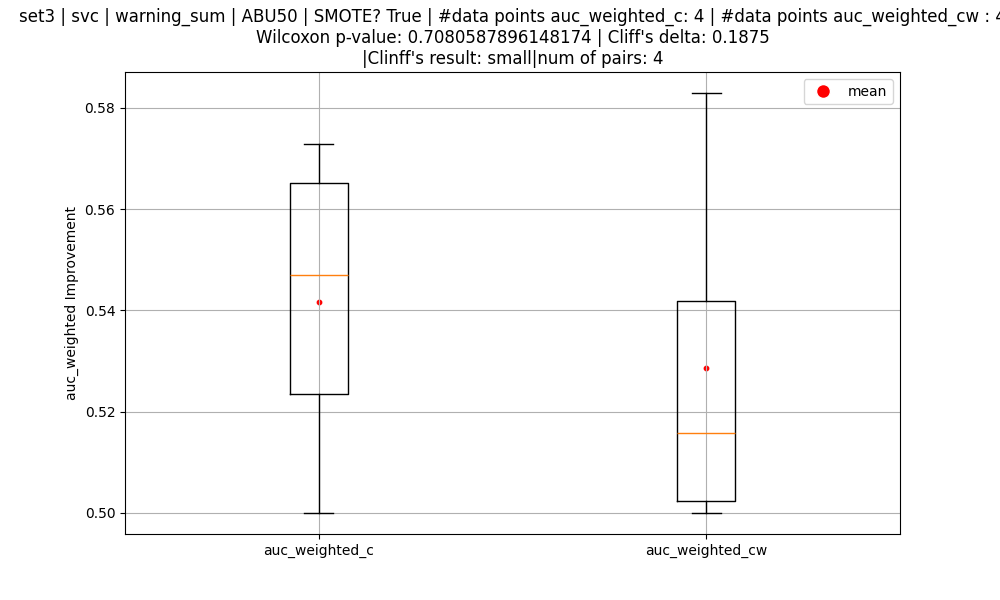 set3 | svc | warning_sum | ABU50 | SMOTE? True | #data points auc_weighted_c: 4 | #data points auc_weighted_cw : 4
Wilcoxon p-value: 0.7080587896148174 | Cliff's delta: 0.1875
|Clinff's result: small|num of pairs: 4
mean
0.58
0.56
0.54
0.52
0.50
auc_weighted Improvement
auc_weighted_c
auc_weighted_cw